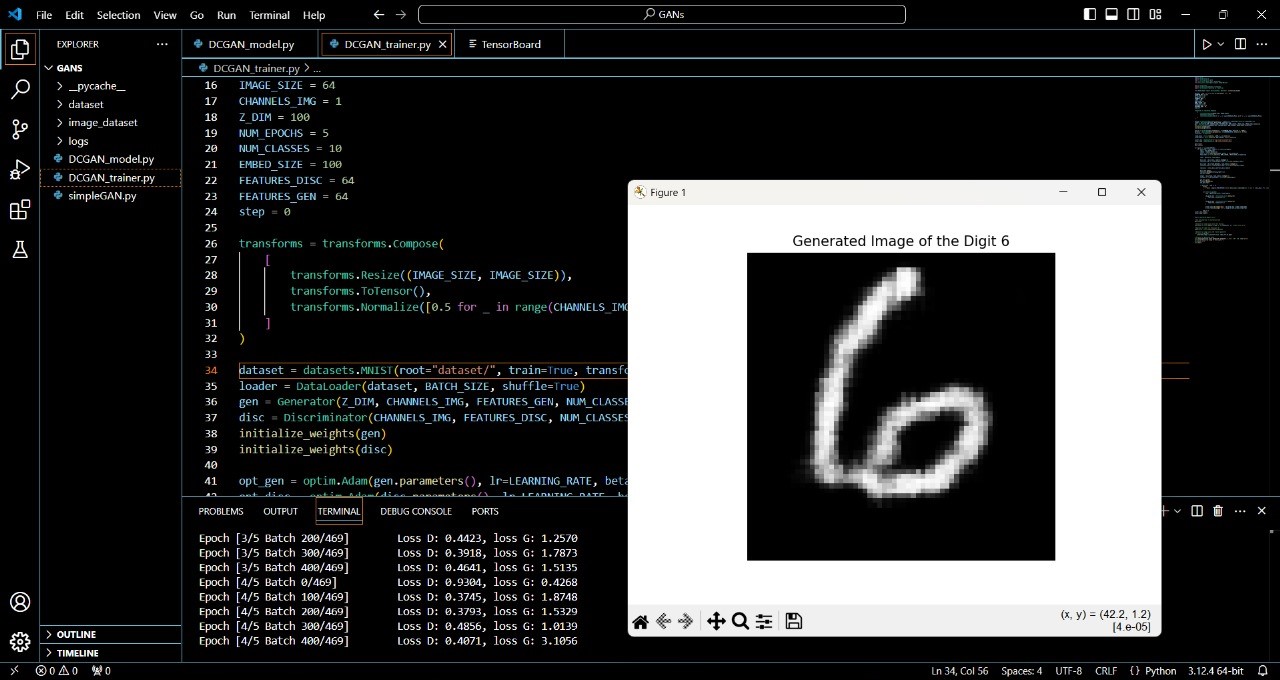 File Edit Selection View Go Run Terminal Help
GANs
EXPLORER
DCGAN_model.py
DCGAN_trainer.py
TensorBoard
GANS
__pycache__
dataset
image_dataset
logs
DCGAN_model.py
DCGAN_trainer.py
simpleGAN.py
OUTLINE
TIMELINE
DCGAN_trainer.py > ...
16 IMAGE_SIZE = 64
17 CHANNELS_IMG = 1
18 Z_DIM = 100
19 NUM_EPOCHS = 5
20 NUM_CLASSES = 10
21 EMBED_SIZE = 100
22 FEATURES_DISC = 64
23 FEATURES_GEN = 64
24 step = 0
25
26 transforms = transforms.Compose(
27 [
28 transforms.Resize((IMAGE_SIZE, IMAGE_SIZE)),
29 transforms.ToTensor(),
30 transforms.Normalize([0.5 for _ in range(CHANNELS_IMG
31 ]
32 )
33
34 dataset = datasets.MNIST(root="dataset/", train=True, transfo
35 loader = DataLoader(dataset, BATCH_SIZE, shuffle=True)
36 gen = Generator(Z_DIM, CHANNELS_IMG, FEATURES_GEN, NUM_CLASSE
37 disc = Discriminator(CHANNELS_IMG, FEATURES_DISC, NUM_CLASSES
38 initialize_weights(gen)
39 initialize_weights(disc)
40
41 opt_gen = optim.Adam(gen.parameters(), lr=LEARNING_RATE, beta
Figure 1
Generated Image of the Digit 6
6
(x, y) = (42.2, 1.2)
[4.e-05]
PROBLEMS OUTPUT TERMINAL DEBUG CONSOLE PORTS
Epoch [3/5 Batch 200/469] Loss D: 0.4423, loss G: 1.2570
Epoch [3/5 Batch 300/469] Loss D: 0.3918, loss G: 1.7873
Epoch [3/5 Batch 400/469] Loss D: 0.4641, loss G: 1.5135
Epoch [4/5 Batch 0/469] Loss D: 0.9304, loss G: 0.4268
Epoch [4/5 Batch 100/469] Loss D: 0.3745, loss G: 1.8748
Epoch [4/5 Batch 200/469] Loss D: 0.3793, loss G: 1.5329
Epoch [4/5 Batch 300/469] Loss D: 0.4856, loss G: 1.0139
Epoch [4/5 Batch 400/469] Loss D: 0.4071, loss G: 3.1056
0 0 0 Ln 34, Col 56 Spaces: 4 UTF-8 CRLF {} Python 3.12.4 64-bit